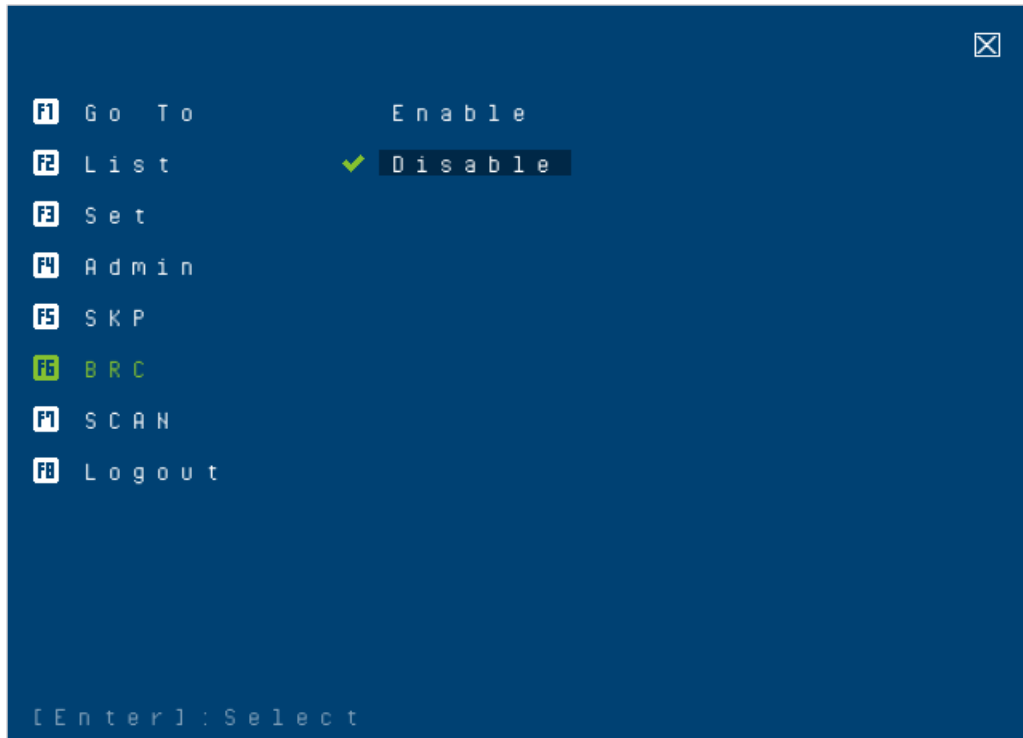 F1 Go To Enable
F2 List Disable
F3 Set
F4 Admin
F5 SKP
F6 BRC
F7 SCAN
F8 Logout
[Enter]:Select